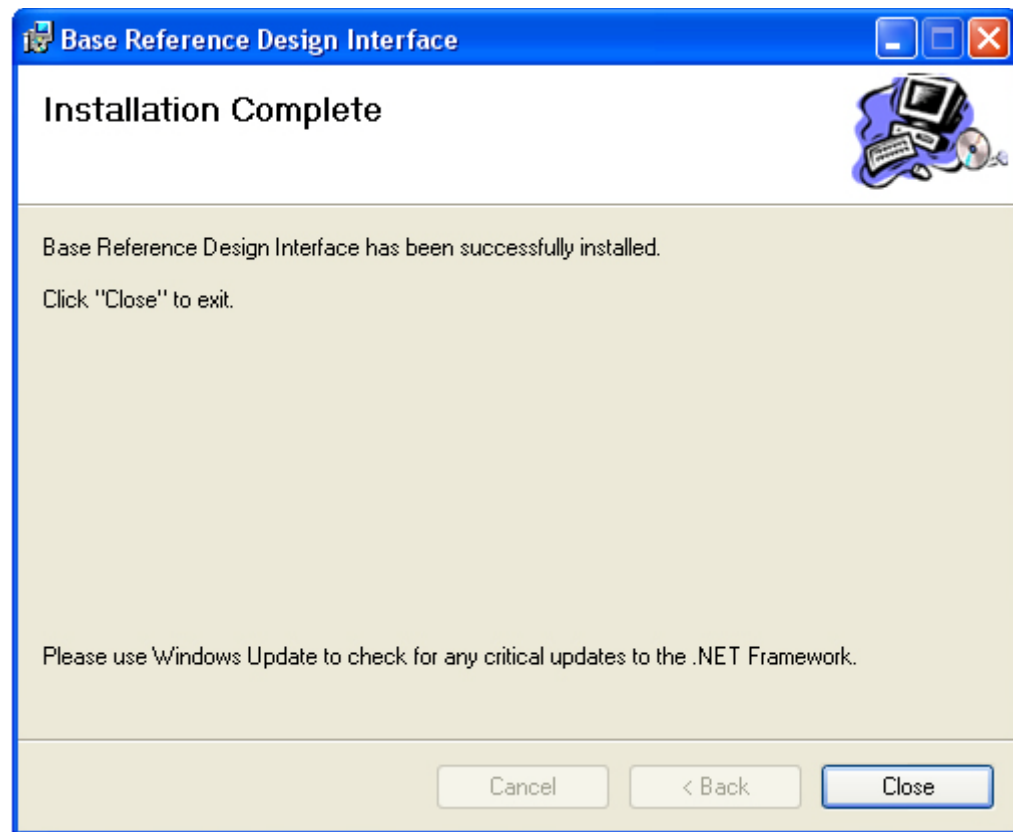 Base Reference Design Interface
Installation Complete
Base Reference Design Interface has been successfully installed.
Click "Close" to exit.
Please use Windows Update to check for any critical updates to the .NET Framework.
Cancel
< Back
Close